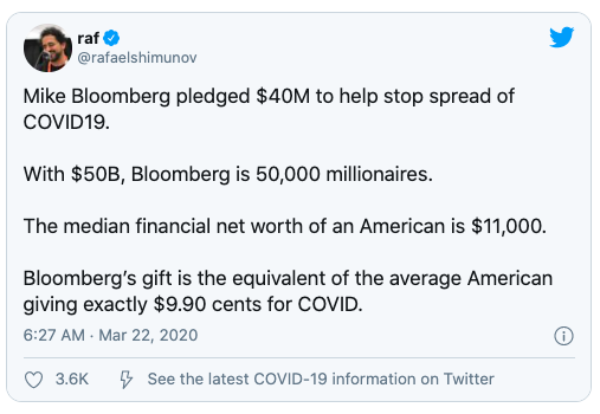 raf
@rafaelshimunov
Mike Bloomberg pledged $40M to help stop spread of
COVID19.
With $50B, Bloomberg is 50,000 millionaires.
The median financial net worth of an American is $11,000.
Bloomberg’s gift is the equivalent of the average American
giving exactly $9.90 cents for COVID.
6:27 AM · Mar 22, 2020
3.6K See the latest COVID-19 information on Twitter